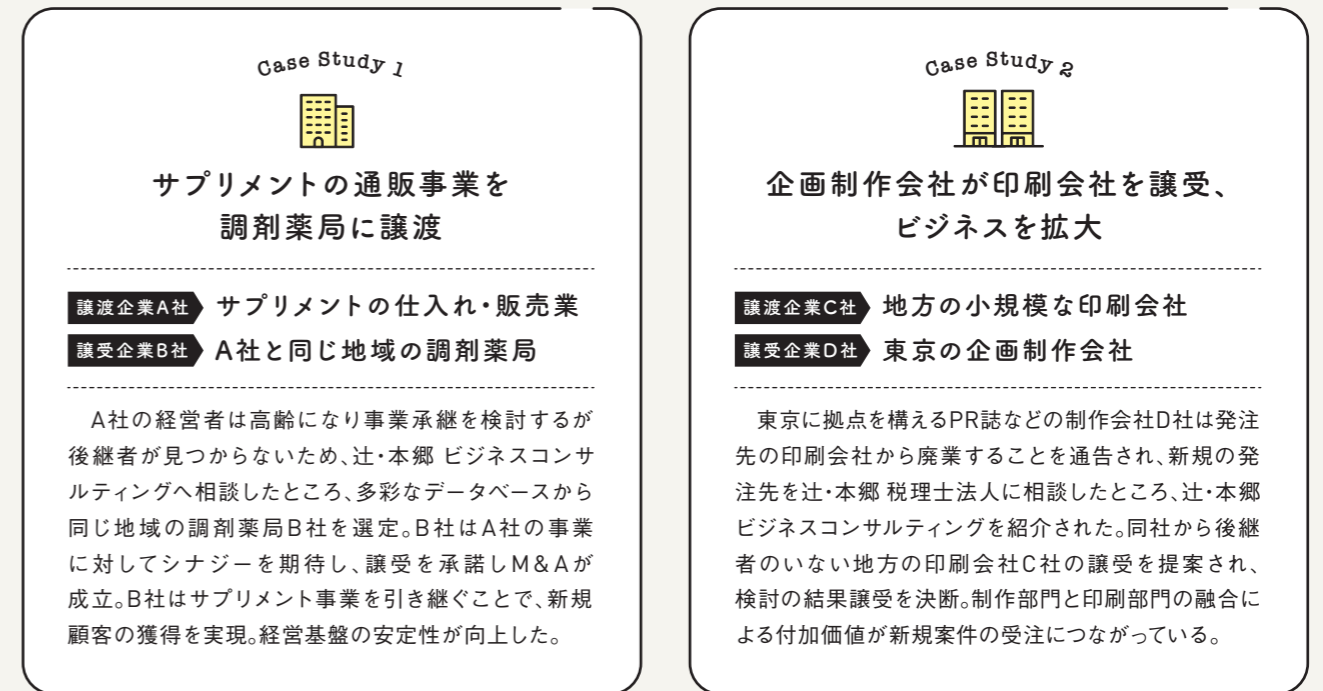 Case Study 1
サプリメントの通販事業を
調剤薬局に譲渡
譲渡企業A社 サプリメントの仕入れ・販売業
譲受企業B社 A社と同じ地域の調剤薬局
A社の経営者は高齢になり事業承継を検討するが
後継者が見つからないため、辻・本郷 ビジネスコンサ
ルティングへ相談したところ、多彩なデータベースから
同じ地域の調剤薬局B社を選定。B社はA社の事業
に対してシナジーを期待し、譲受を承諾しM&Aが
成立。B社はサプリメント事業を引き継ぐことで、新規
顧客の獲得を実現。経営基盤の安定性が向上した。
Case Study 2
企画制作会社が印刷会社を譲受、
ビジネスを拡大
譲渡企業C社 地方の小規模な印刷会社
譲受企業D社 東京の企画制作会社
東京に拠点を構えるPR誌などの制作会社D社は発注
先の印刷会社から廃業することを通告され、新規の発
注先を辻・本郷 税理士法人に相談したところ、辻・本郷
ビジネスコンサルティングを紹介された。同社から後継
者のいない地方の印刷会社C社の譲受を提案され、
検討の結果譲受を決断。制作部門と印刷部門の融合に
よる付加価値が新規案件の受注につながっている。